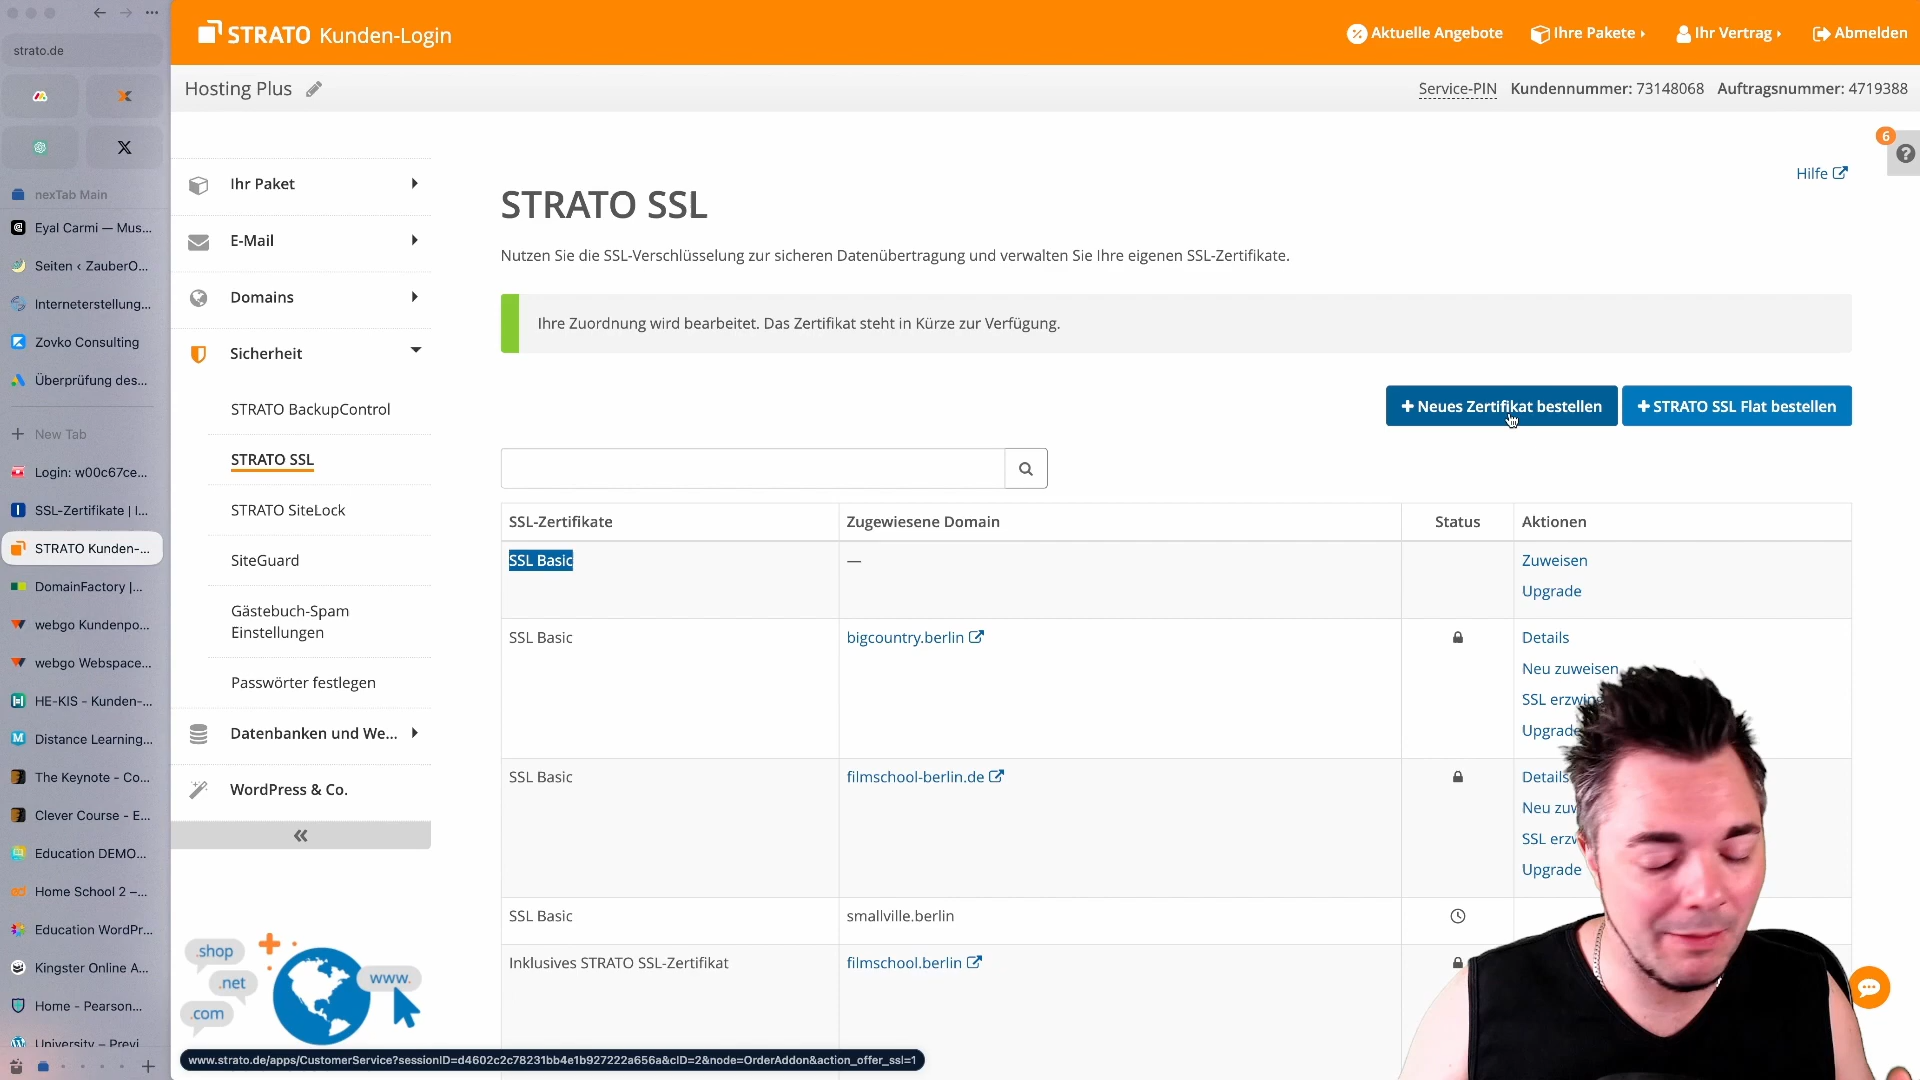 strato.de
nexTab Main
Eyal Carmi — Mus...
Seiten ‹ ZauberO...
Interneterstellung...
Zovko Consulting
Überprüfung des...
New Tab
Login: w00c67ce...
SSL-Zertifikate | I...
STRATO Kunden-...
DomainFactory |...
webgo Kundenpo...
webgo Webspace...
HE-KIS - Kunden-...
Distance Learning...
The Keynote - Co...
Clever Course - E...
Education DEMO...
Home School 2 –...
Education WordPr...
Kingster Online A...
Home - Pearson...
University – Previ
STRATO Kunden-Login
Aktuelle Angebote
Ihre Pakete
Ihr Vertrag
Abmelden
Hosting Plus
Service-PIN Kundennummer: 73148068 Auftragsnummer: 4719388
6
Hilfe
Ihr Paket
E-Mail
Domains
Sicherheit
STRATO BackupControl
STRATO SSL
STRATO SiteLock
SiteGuard
Gästebuch-Spam
Einstellungen
Passwörter festlegen
Datenbanken und We...
WordPress & Co.
.shop
.net
.com
www.
STRATO SSL
Nutzen Sie die SSL-Verschlüsselung zur sicheren Datenübertragung und verwalten Sie Ihre eigenen SSL-Zertifikate.
Ihre Zuordnung wird bearbeitet. Das Zertifikat steht in Kürze zur Verfügung.
+ Neues Zertifikat bestellen
+ STRATO SSL Flat bestellen
SSL-Zertifikate Zugewiesene Domain Status Aktionen
SSL Basic — Zuweisen
Upgrade
SSL Basic bigcountry.berlin Details
Neu zuweisen
SSL
Upgrade
SSL Basic filmschool-berlin.de Details
Neu
SSL
Upgrade
SSL Basic smallville.berlin
Inklusives STRATO SSL-Zertifikat filmschool.berlin
www.strato.de/apps/CustomerService?sessionID=d4602c2c78231bb4e1b927222a656a&cID=2&node=OrderAddon&action_offer_ssl=1